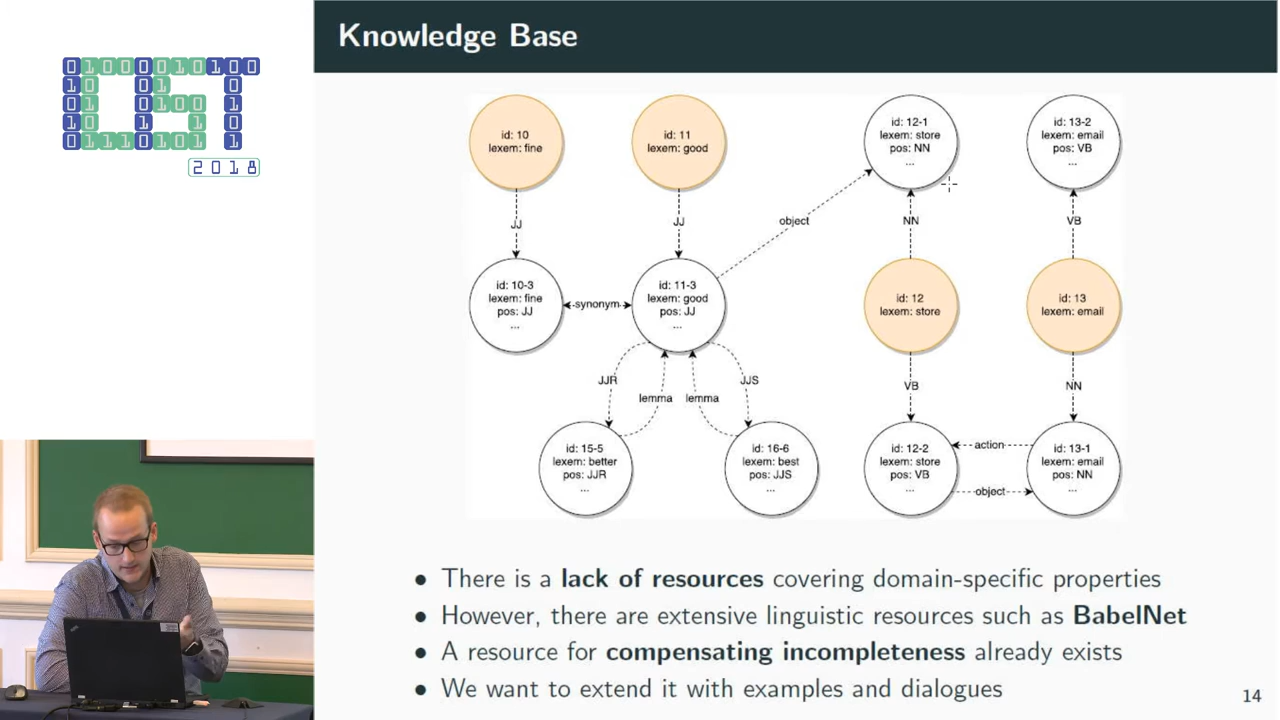 Knowledge Base
2018
id: 10
lexem: fine
id: 11
lexem: good
id: 12-1
lexem: store
pos: NN
...
id: 13-2
lexem: email
pos: VB
...
JJ
JJ
object
NN
VB
id: 10-3
lexem: fine
pos: JJ
...
synonym
id: 11-3
lexem: good
pos: JJ
...
id: 12
lexem: store
id: 13
lexem: email
JJR
lemma
lemma
JJS
VB
NN
id: 15-5
lexem: better
pos: JJR
...
id: 16-6
lexem: best
pos: JJS
...
id: 12-2
lexem: store
pos: VB
...
action
object
id: 13-1
lexem: email
pos: NN
...
• There is a lack of resources covering domain-specific properties
• However, there are extensive linguistic resources such as BabelNet
• A resource for compensating incompleteness already exists
• We want to extend it with examples and dialogues
14